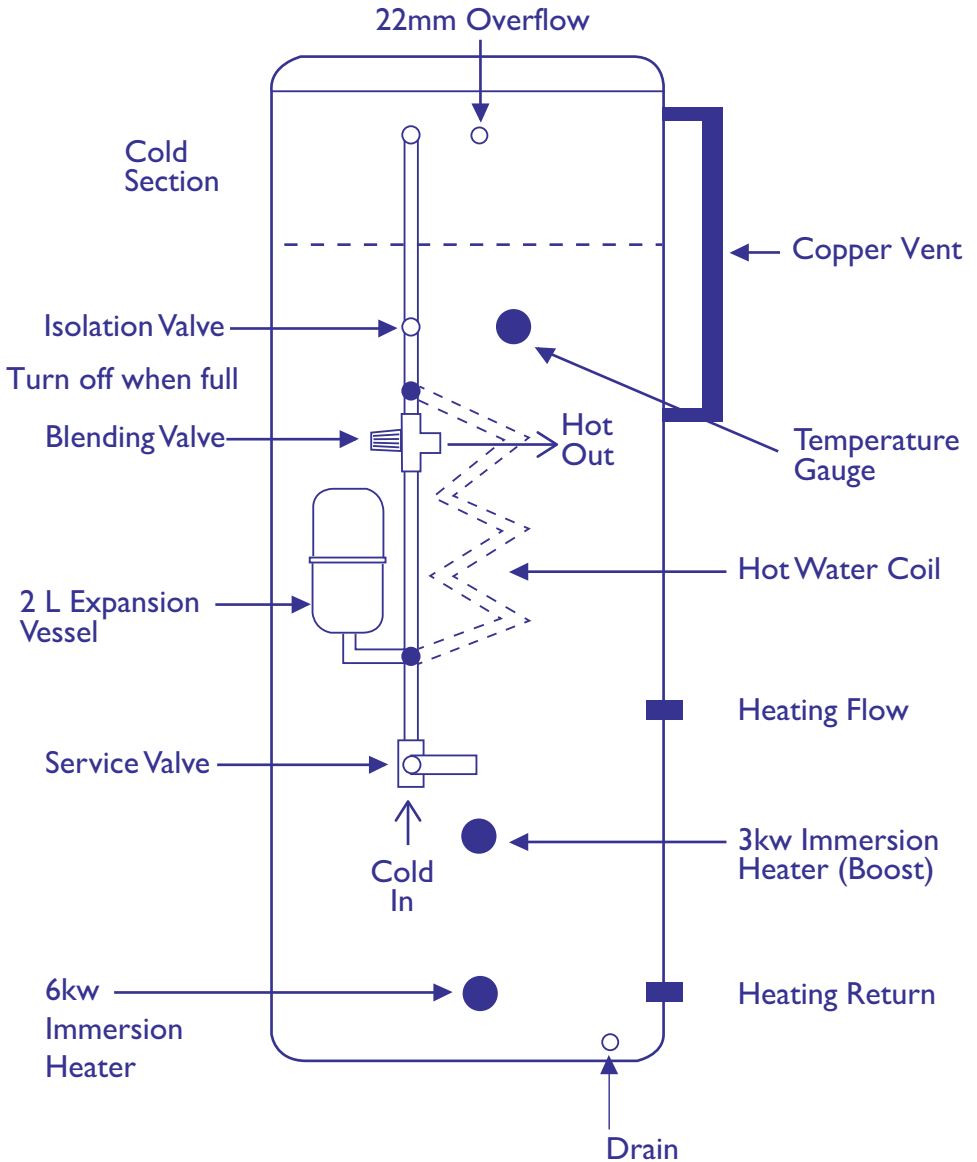 22mm Overflow
Cold
Section
Copper Vent
Isolation Valve
Turn off when full
Blending Valve
Hot
Out
Temperature
Gauge
Hot Water Coil
2 L Expansion
Vessel
Heating Flow
Service Valve
3kw Immersion
Heater (Boost)
Cold
In
6kw
Immersion
Heater
Heating Return
Drain